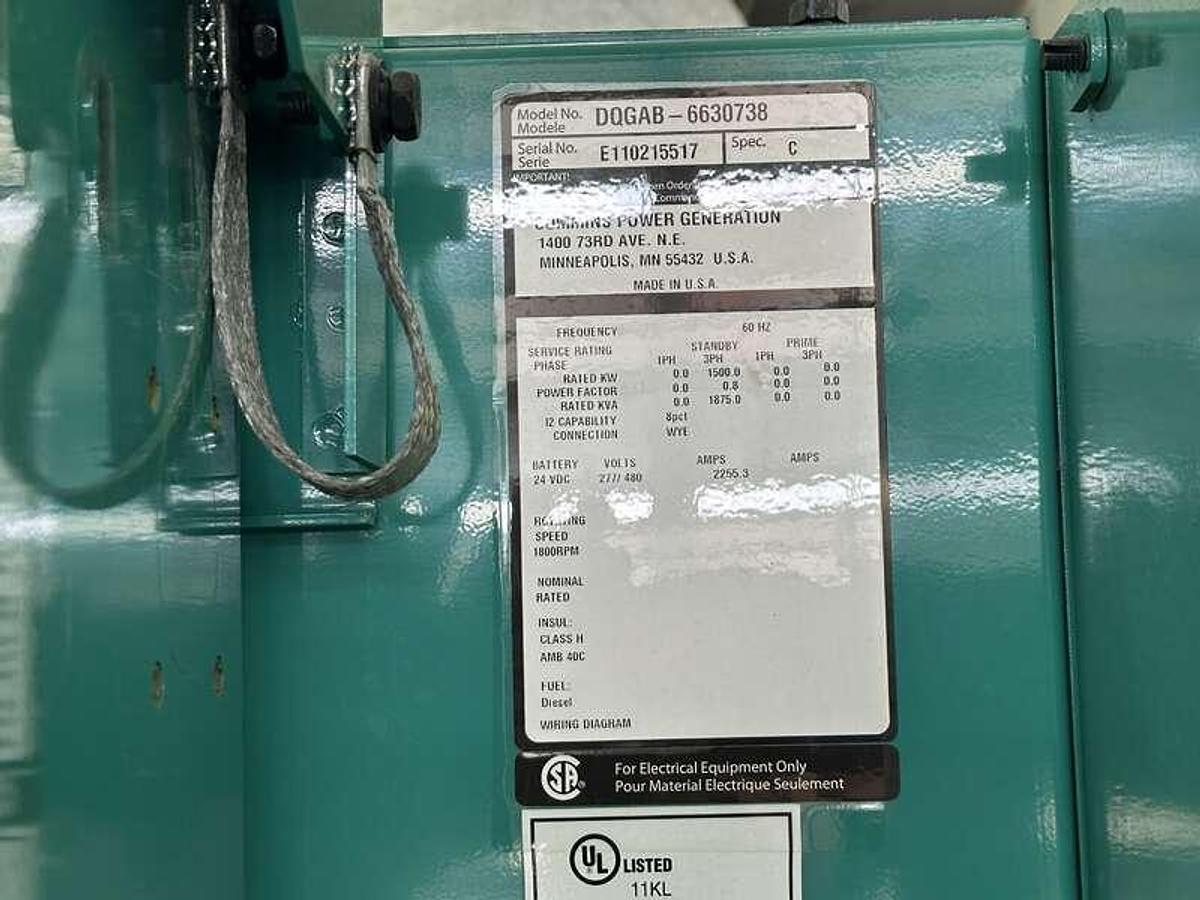 Model No. DQGAB-6630738
Modele
Serial No. E110215517 Spec. C
Serie
IMPORTANT!
CUMMINS POWER GENERATION
1400 73RD AVE. N.E.
MINNEAPOLIS, MN 55432 U.S.A.
MADE IN U.S.A.
FREQUENCY 60 HZ
SERVICE RATING STANDBY PRIME
PHASE 1PH 3PH 1PH 3PH
RATED KW 0.0 1500.0 0.0 0.0
POWER FACTOR 0.0 0.8 0.0 0.0
RATED KVA 0.0 1875.0 0.0 0.0
I2 CAPABILITY 8pct
CONNECTION WYE
BATTERY VOLTS AMPS AMPS
24 VDC 277/ 480 2255.3
ROTATING
SPEED
1800RPM
NOMINAL
RATED
INSUL:
CLASS H
AMB 40C
FUEL:
Diesel
WIRING DIAGRAM
SA ® For Electrical Equipment Only
Pour Material Electrique Seulement
UL LISTED
11KL